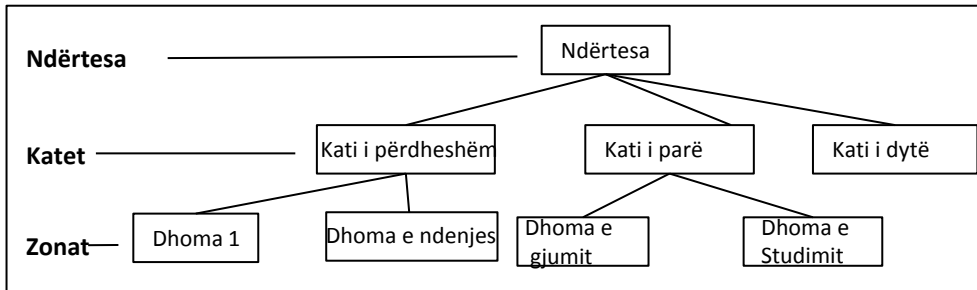 Ndërtesa
Ndërtesa
Katet
Kati i përdheshëm
Kati i parë
Kati i dytë
Zonat
Dhoma 1
Dhoma e ndenjes
Dhoma e
gjumit
Dhoma e
Studimit